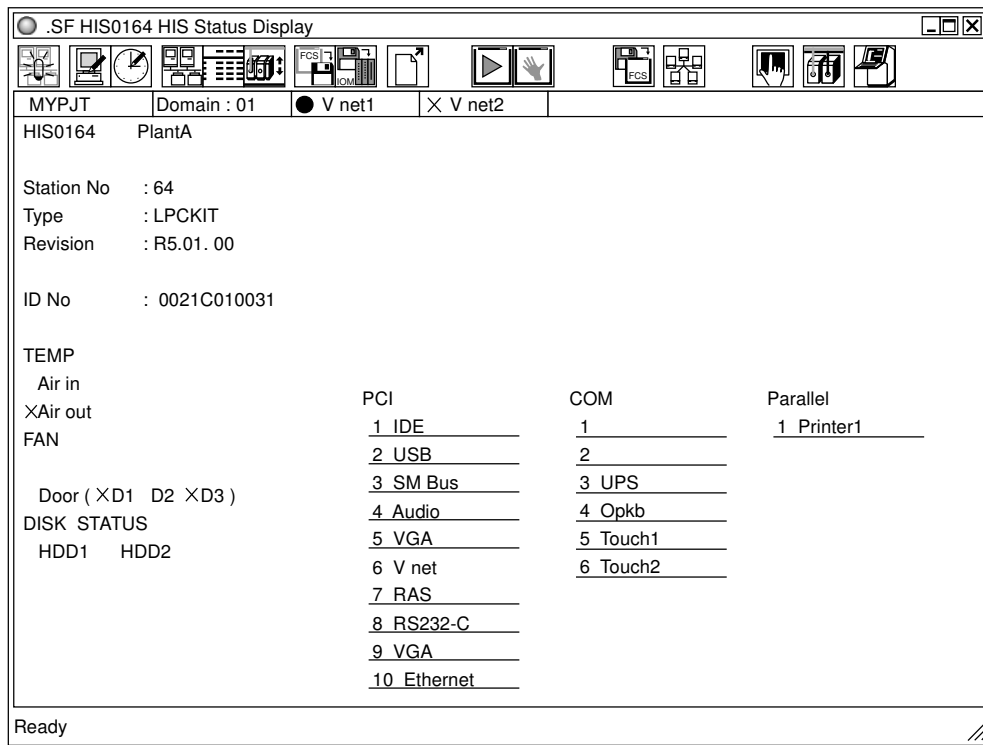 .SF HIS0164 HIS Status Display
FCS IOM FCS
MYPJT Domain : 01 ● V net1 × V net2
HIS0164 PlantA
Station No : 64
Type : LPCKIT
Revision : R5.01. 00
ID No : 0021C010031
TEMP
Air in
×Air out
FAN
Door ( ×D1 D2 ×D3 )
DISK STATUS
HDD1 HDD2
PCI
1 IDE
2 USB
3 SM Bus
4 Audio
5 VGA
6 V net
7 RAS
8 RS232-C
9 VGA
10 Ethernet
COM
1
2
3 UPS
4 Opkb
5 Touch1
6 Touch2
Parallel
1 Printer1
Ready